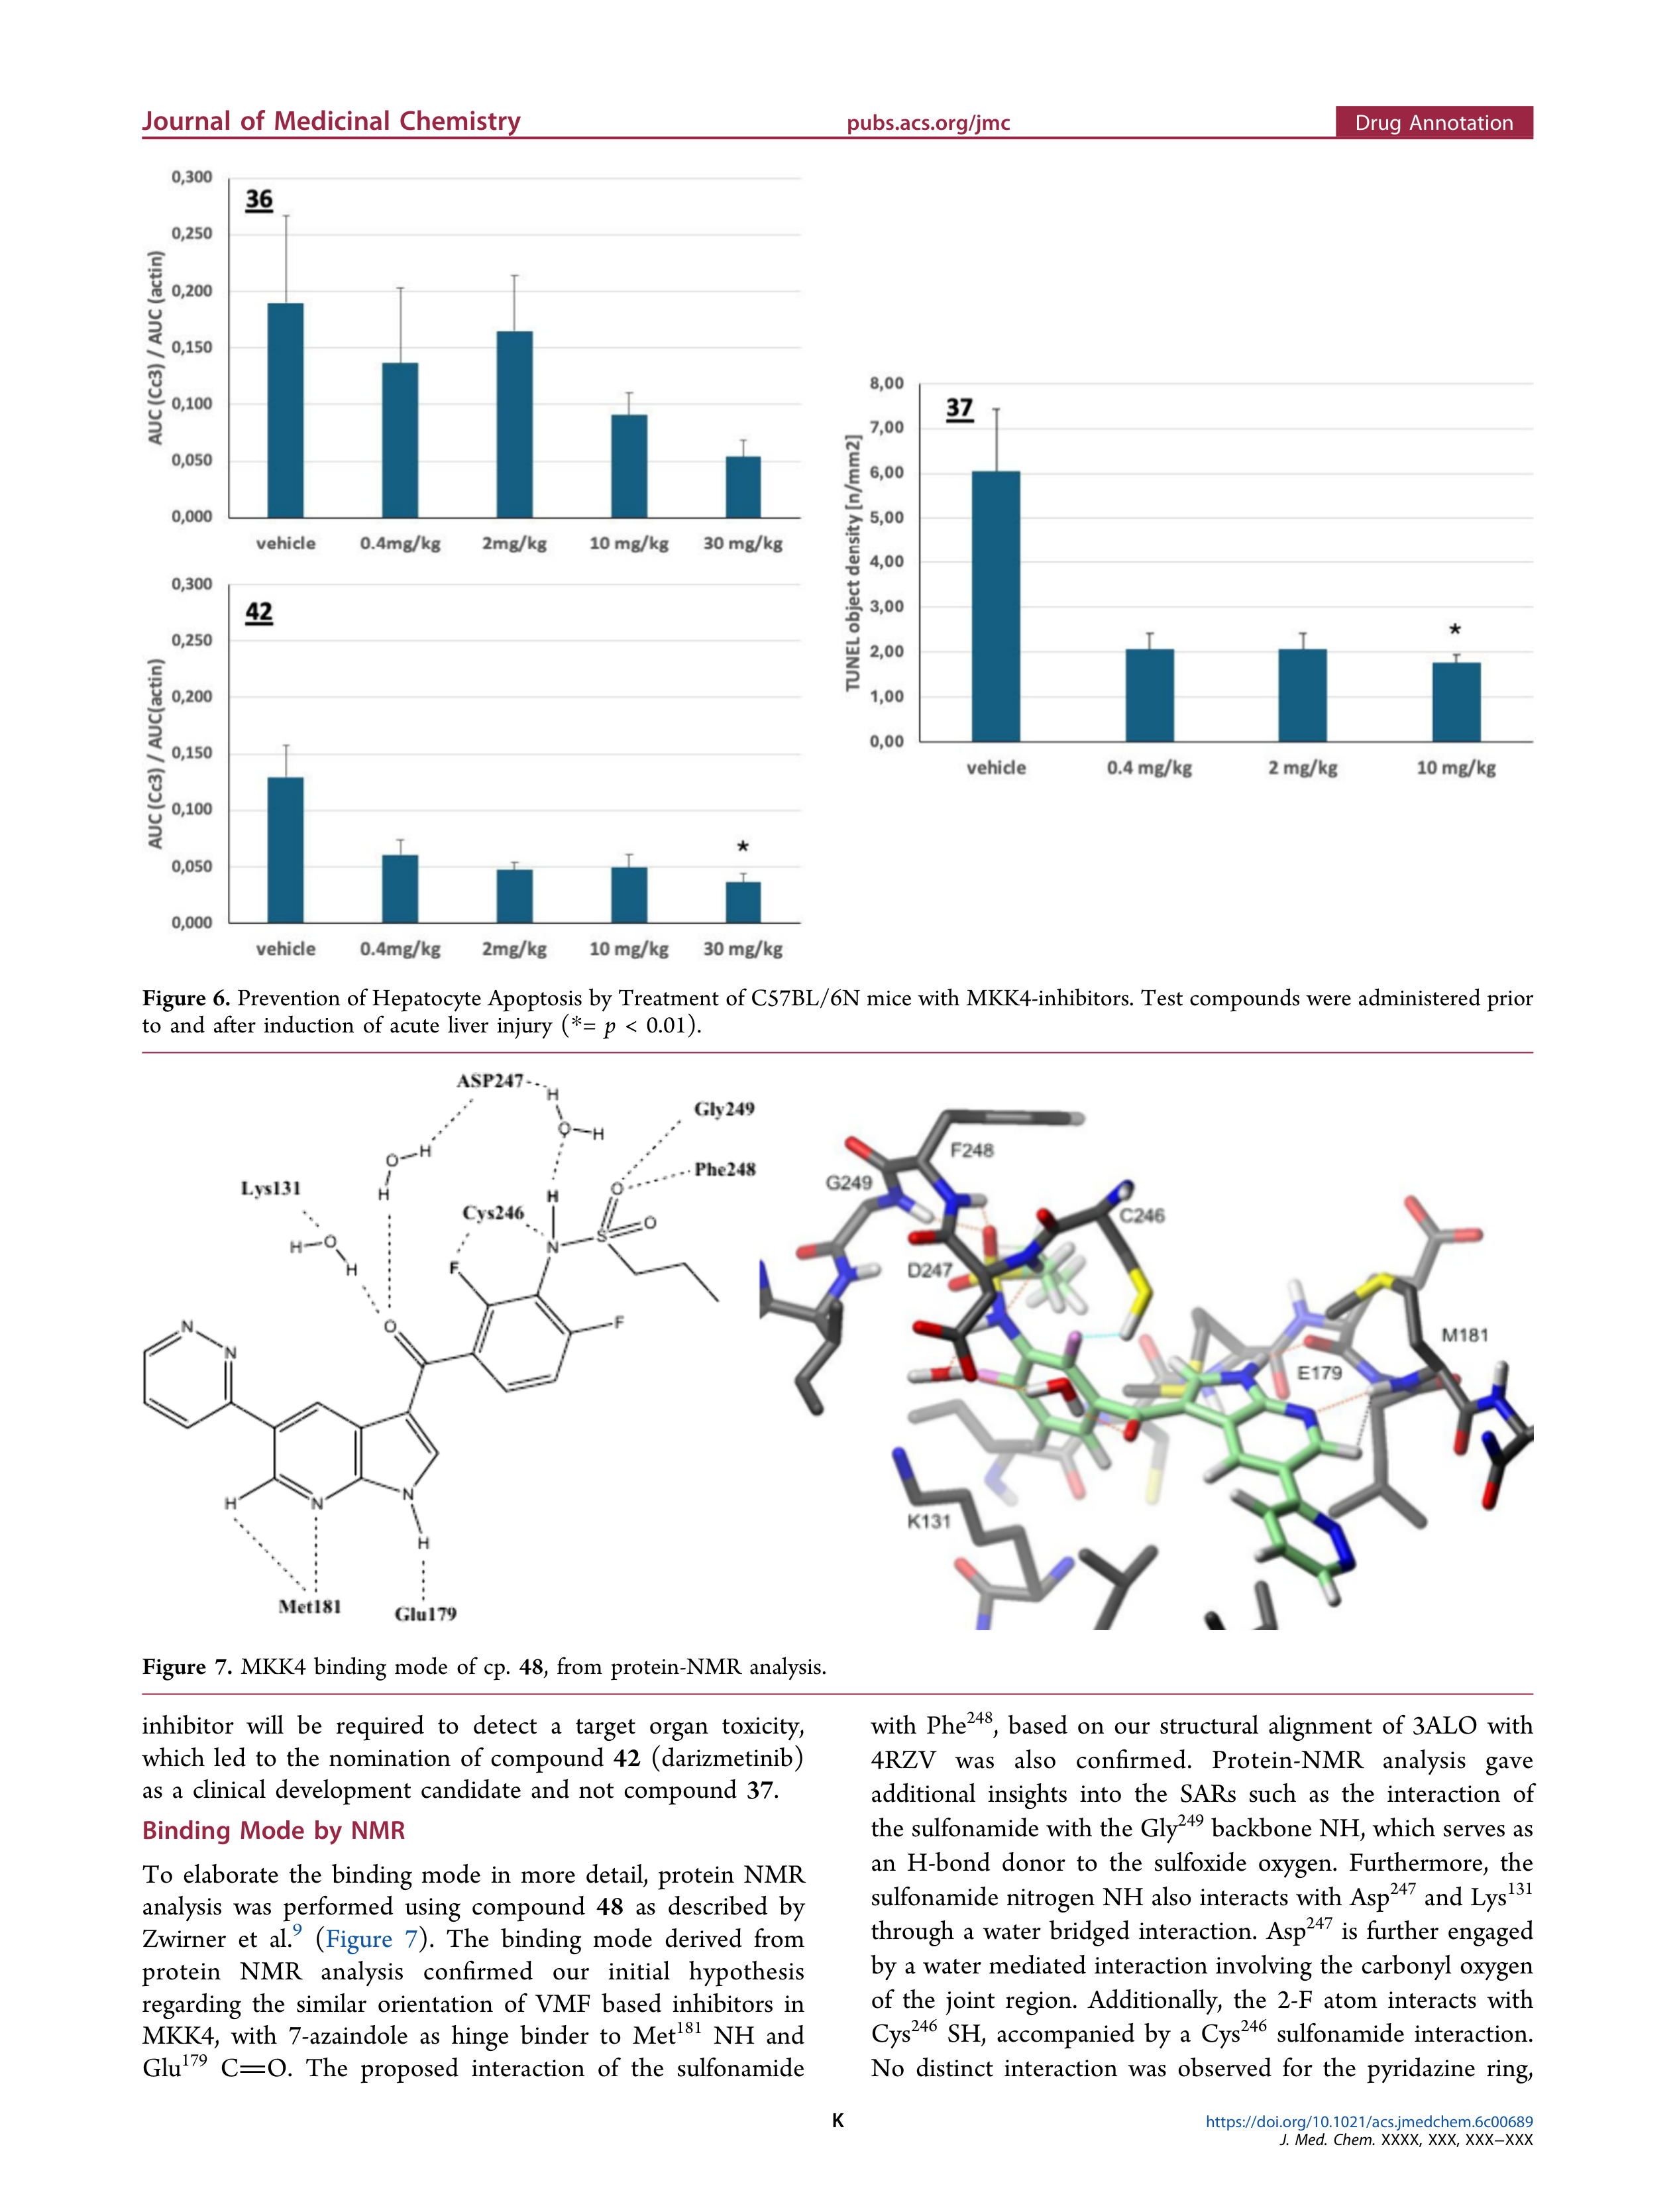 Journal of Medicinal Chemistry
pubs.acs.org/jmc
Drug Annotation
36
AUC (Cc3) / AUC (actin)
0,300
0,250
0,200
0,150
0,100
0,050
0,000
vehicle 0.4mg/kg 2mg/kg 10 mg/kg 30 mg/kg
42
AUC (Cc3) / AUC(actin)
0,300
0,250
0,200
0,150
0,100
0,050
0,000
*
vehicle 0.4mg/kg 2mg/kg 10 mg/kg 30 mg/kg
37
TUNEL object density [n/mm2]
8,00
7,00
6,00
5,00
4,00
3,00
2,00
1,00
0,00
*
vehicle 0.4 mg/kg 2 mg/kg 10 mg/kg
Figure 6. Prevention of Hepatocyte Apoptosis by Treatment of C57BL/6N mice with MKK4-inhibitors. Test compounds were administered prior
to and after induction of acute liver injury (*= p < 0.01).
ASP247
H
O H
Gly249
H
O
Phe248
H
Lys131
H
O
Cys246
H
O
H O
H
N
S
O
F
O
F
N
N
H
N
N
H
Met181
Glu179
F248
G249
C246
D247
M181
E179
K131
Figure 7. MKK4 binding mode of cp. 48, from protein-NMR analysis.
inhibitor will be required to detect a target organ toxicity,
which led to the nomination of compound 42 (darizmetinib)
as a clinical development candidate and not compound 37.
Binding Mode by NMR
To elaborate the binding mode in more detail, protein NMR
analysis was performed using compound 48 as described by
Zwirner et al.9 (Figure 7). The binding mode derived from
protein NMR analysis confirmed our initial hypothesis
regarding the similar orientation of VMF based inhibitors in
MKK4, with 7-azaindole as hinge binder to Met181 NH and
Glu179 C=O. The proposed interaction of the sulfonamide
with Phe248, based on our structural alignment of 3ALO with
4RZV was also confirmed. Protein-NMR analysis gave
additional insights into the SARs such as the interaction of
the sulfonamide with the Gly249 backbone NH, which serves as
an H-bond donor to the sulfoxide oxygen. Furthermore, the
sulfonamide nitrogen NH also interacts with Asp247 and Lys131
through a water bridged interaction. Asp247 is further engaged
by a water mediated interaction involving the carbonyl oxygen
of the joint region. Additionally, the 2-F atom interacts with
Cys246 SH, accompanied by a Cys246 sulfonamide interaction.
No distinct interaction was observed for the pyridazine ring,
K
https://doi.org/10.1021/acs.jmedchem.6c00689
J. Med. Chem. XXXX, XXX, XXX−XXX